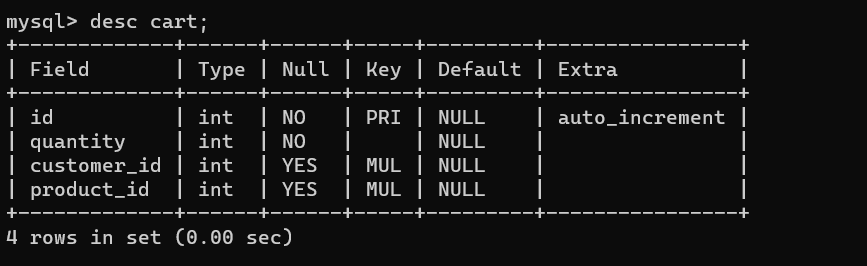 mysql> desc cart;
+-------------+------+------+-----+---------+----------------+
| Field       | Type | Null | Key | Default | Extra          |
+-------------+------+------+-----+---------+----------------+
| id          | int  | NO   | PRI | NULL    | auto_increment |
| quantity    | int  | NO   |     | NULL    |                |
| customer_id | int  | YES  | MUL | NULL    |                |
| product_id  | int  | YES  | MUL | NULL    |                |
+-------------+------+------+-----+---------+----------------+
4 rows in set (0.00 sec)